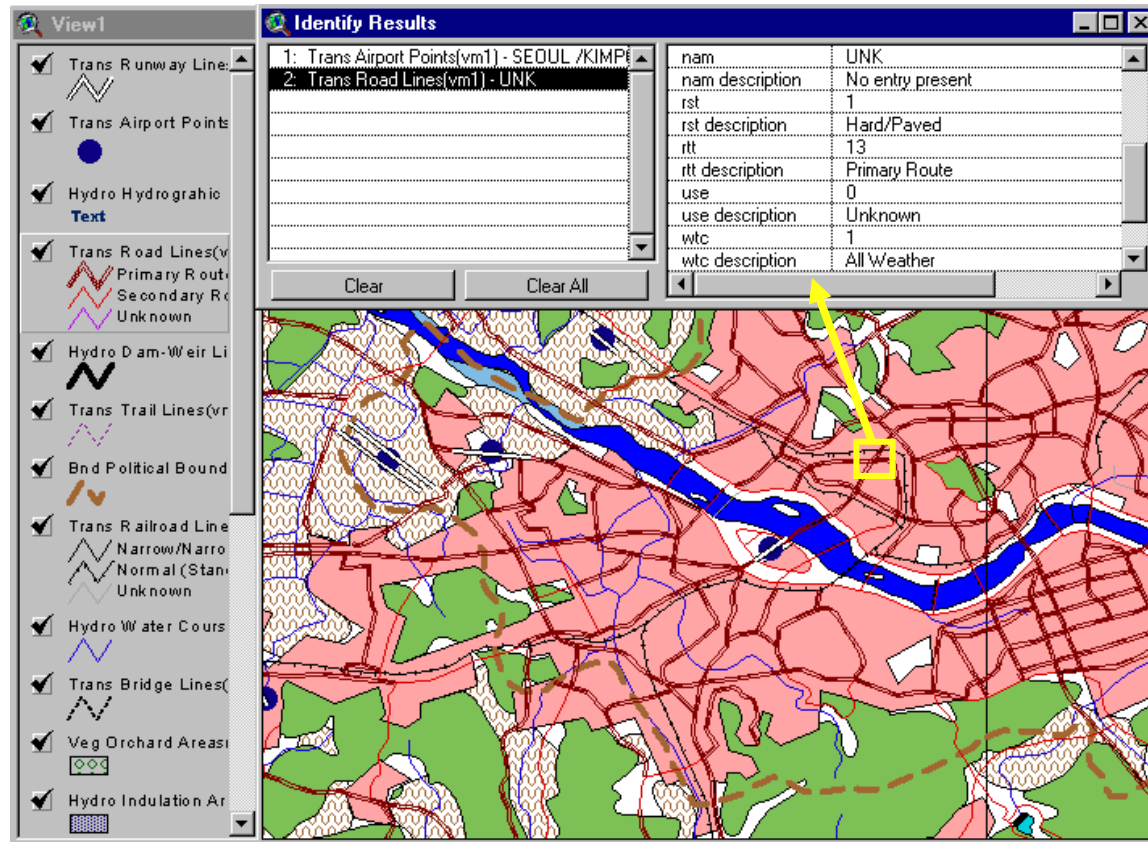 View1
Trans Runway Line
Trans Airport Points
Hydro Hydrograhic
Text
Trans Road Lines(v
Primary Rout
Secondary Ro
Unknown
Hydro Dam-Weir Li
Trans Trail Lines(vr
Bnd Political Bound
Trans Railroad Line
Narrow/Narro
Normal (Stan
Unknown
Hydro Water Cours
Trans Bridge Lines(
Veg Orchard Areas
Hydro Indulation Ar
Identify Results
1: Trans Airport Points(vm1) - SEOUL /KIMP
2: Trans Road Lines(vm1) - UNK
Clear Clear All
nam UNK
nam description No entry present
rst 1
rst description Hard/Paved
rtt 13
rtt description Primary Route
use 0
use description Unknown
wtc 1
wtc description All Weather